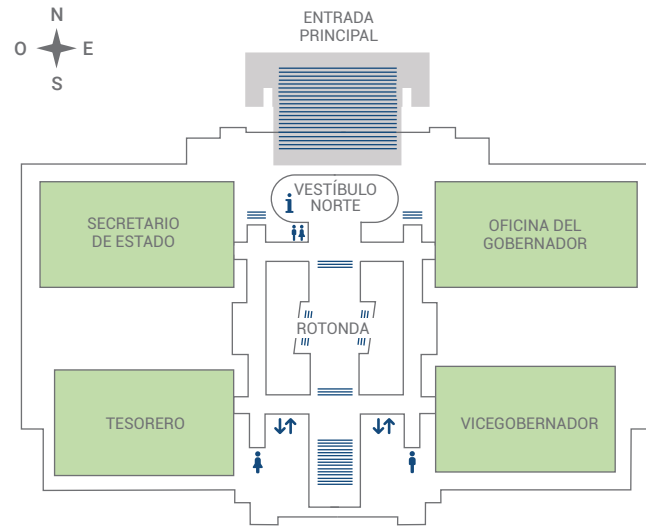 N
O
E
S
ENTRADA
PRINCIPAL
i
VESTÍBULO
NORTE
SECRETARIO
DE ESTADO
OFICINA DEL
GOBERNADOR
ROTONDA
TESORERO
VICEGOBERNADOR